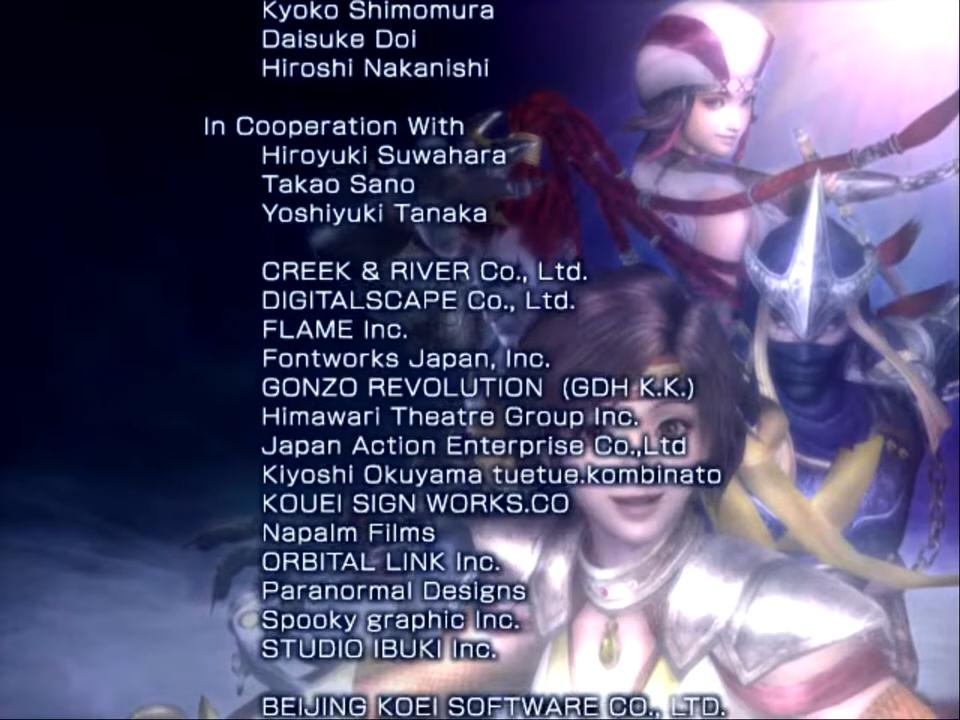 Kyoko Shimomura
Daisuke Doi
Hiroshi Nakanishi
In Cooperation With
Hiroyuki Suwahara
Takao Sano
Yoshiyuki Tanaka
CREEK & RIVER Co., Ltd.
DIGITALSCAPE Co., Ltd.
FLAME Inc.
Fontworks Japan, Inc.
GONZO REVOLUTION (GDH K.K.)
Himawari Theatre Group Inc.
Japan Action Enterprise Co.,Ltd
Kiyoshi Okuyama tuetue.kombinato
KOUEI SIGN WORKS.CO
Napalm Films
ORBITAL LINK Inc.
Paranormal Designs
Spooky graphic Inc.
STUDIO IBUKI Inc.
BEIJING KOEI SOFTWARE CO., LTD.